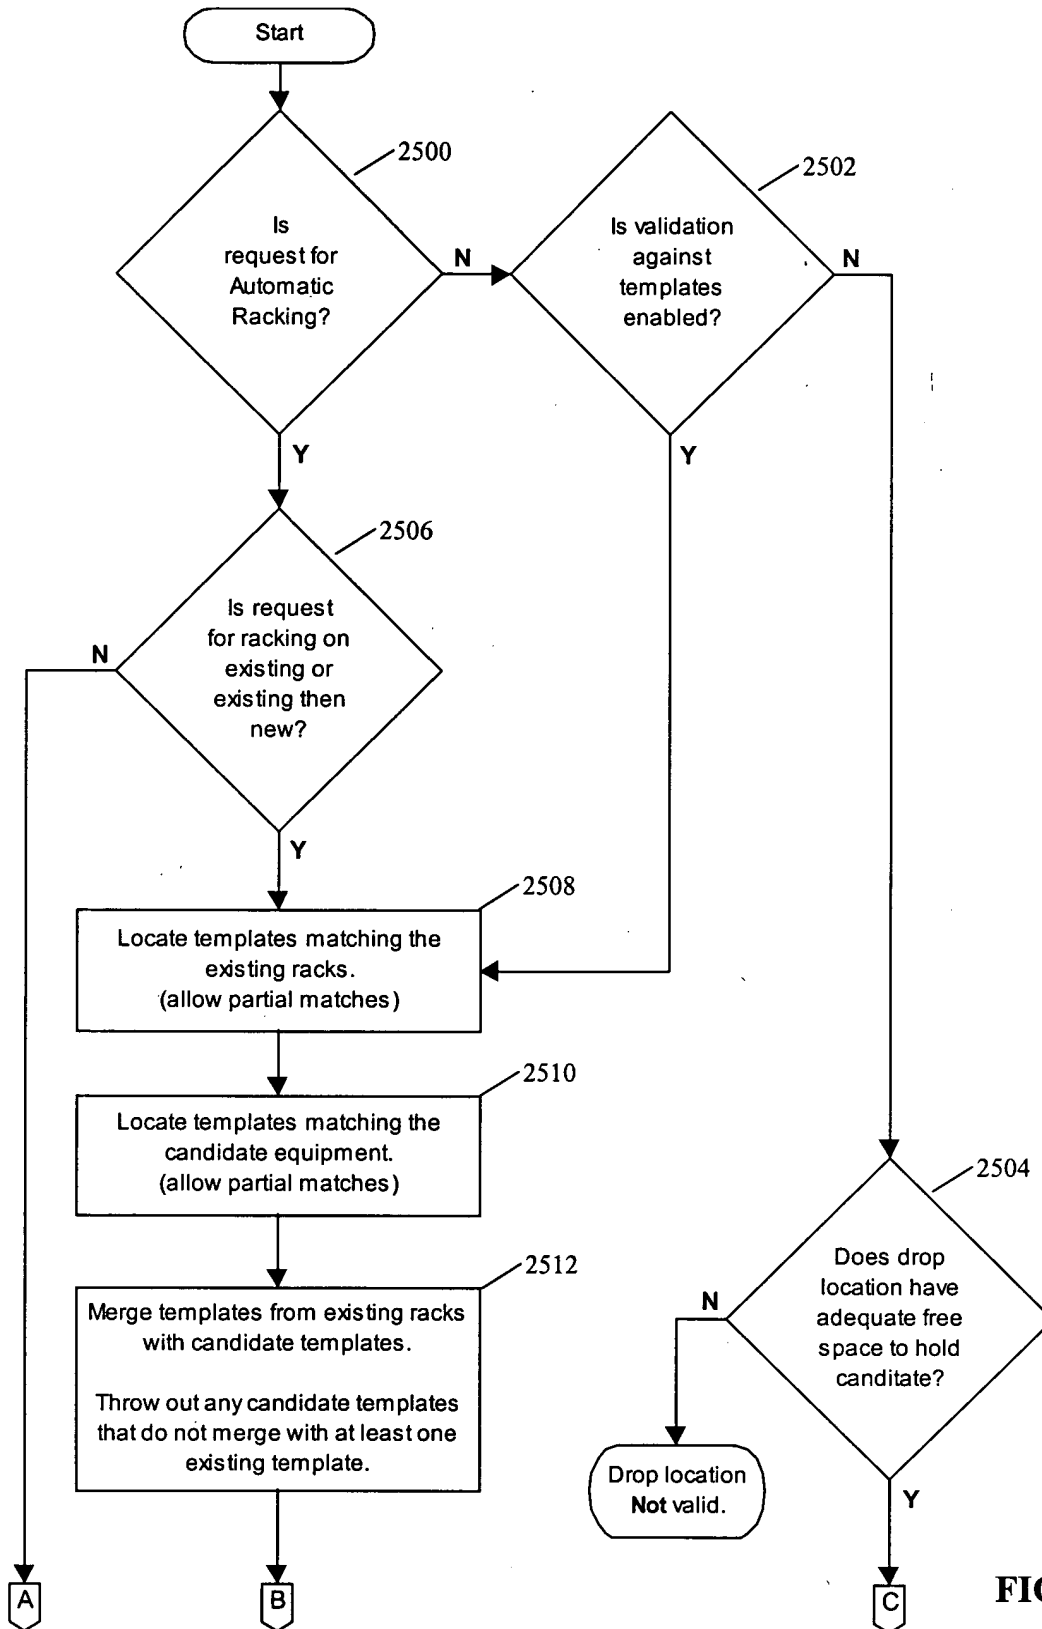 Start
2500
Is
request for
Automatic
Racking?
N
Y
2502
Is validation
against
templates
enabled?
N
Y
2506
Is request
for racking on
existing or
existing then
new?
N
Y
2508
Locate templates matching the
existing racks.
(allow partial matches)
2510
Locate templates matching the
candidate equipment.
(allow partial matches)
2512
Merge templates from existing racks
with candidate templates.
Throw out any candidate templates
that do not merge with at least one
existing template.
2504
Does drop
location have
adequate free
space to hold
canditate?
N
Y
Drop location
Not valid.
A
B
C
FIG